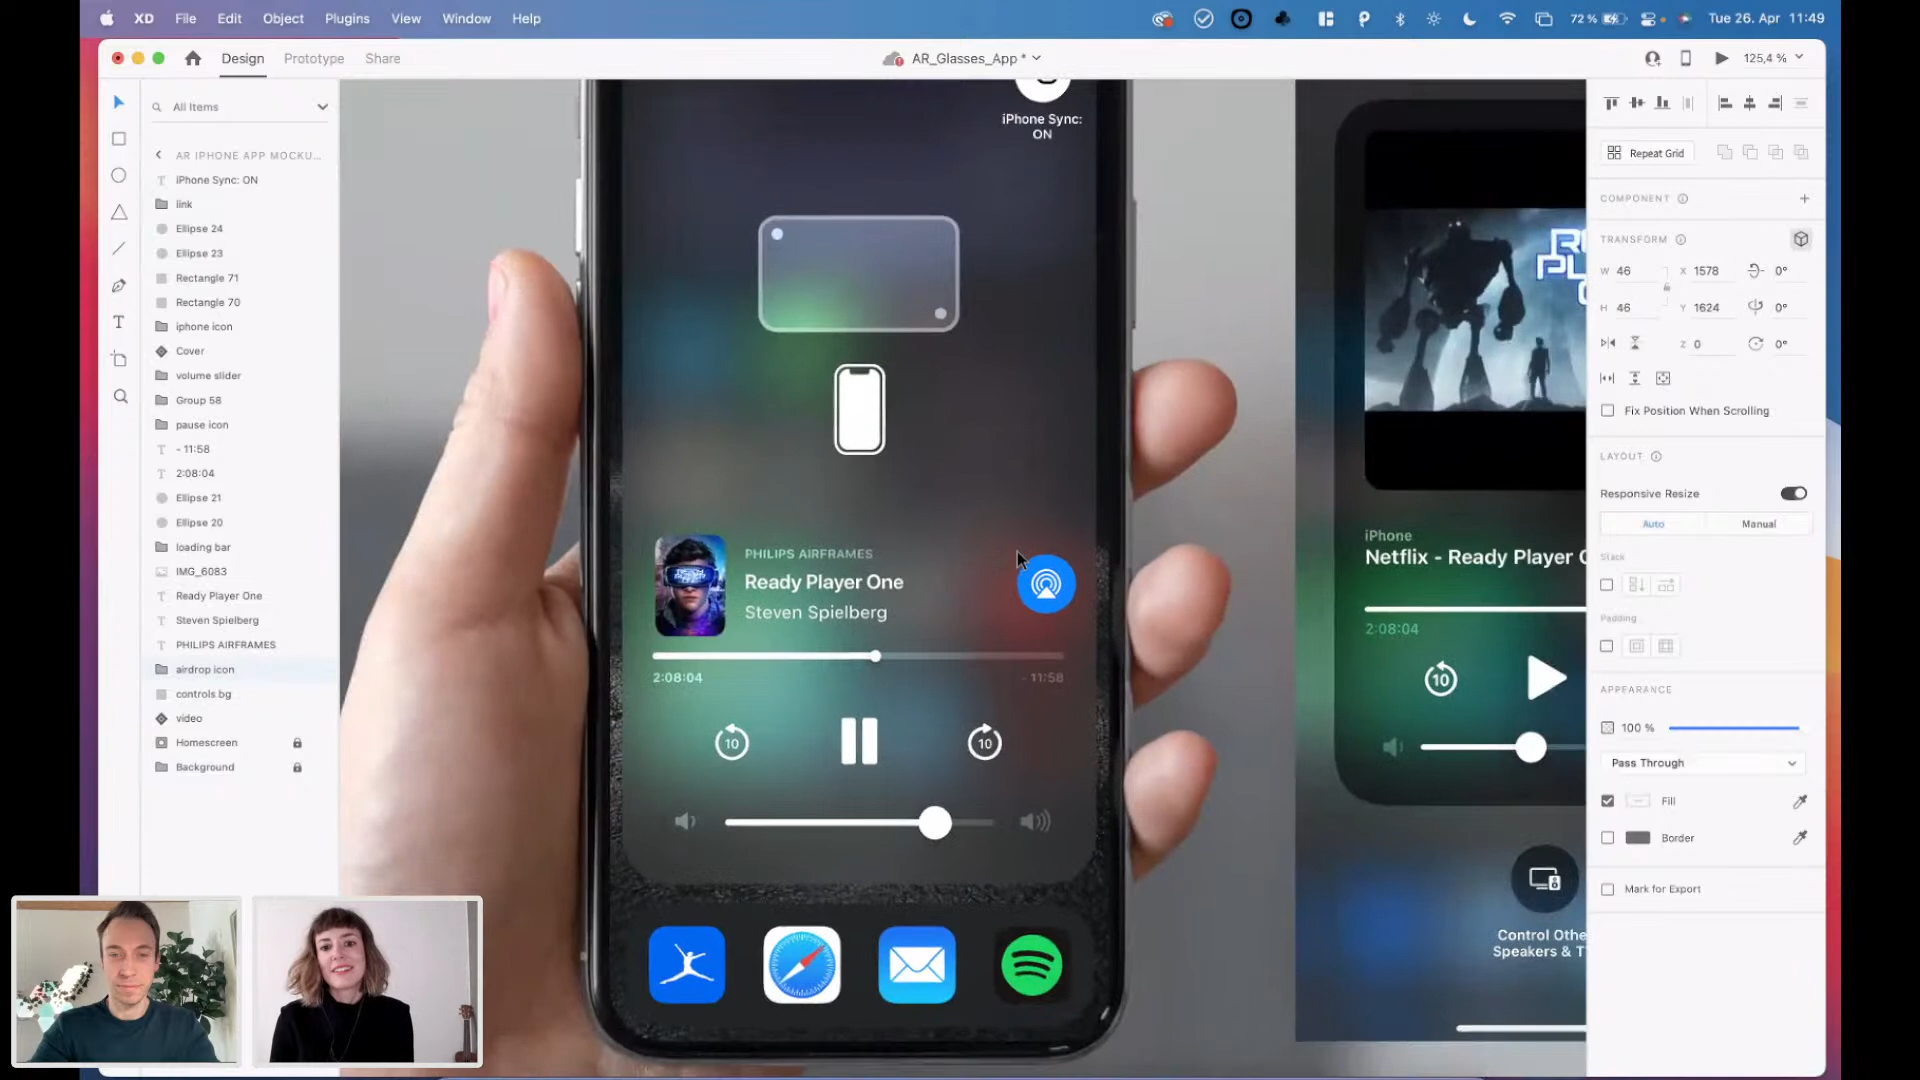 XD File Edit Object Plugins View Window Help
72 % Tue 26. Apr 11:49
Design Prototype Share
AR_Glasses_App *
125,4 %
All Items
AR IPHONE APP MOCKU...
iPhone Sync: ON
link
Ellipse 24
Ellipse 23
Rectangle 71
Rectangle 70
iphone icon
Cover
volume slider
Group 58
pause icon
- 11:58
2:08:04
Ellipse 21
Ellipse 20
loading bar
IMG_6083
Ready Player One
Steven Spielberg
PHILIPS AIRFRAMES
airdrop icon
controls bg
video
Homescreen
Background
iPhone Sync:
ON
PHILIPS AIRFRAMES
Ready Player One
Steven Spielberg
2:08:04
- 11:58
10
10
iPhone
Netflix - Ready Player
2:08:04
10
Control Othe
Speakers & T
Repeat Grid
COMPONENT
TRANSFORM
W 46 X 1578 0°
H 46 Y 1624 0°
Z 0 0°
Fix Position When Scrolling
LAYOUT
Responsive Resize
Auto Manual
Stack
Padding
APPEARANCE
100 %
Pass Through
Fill
Border
Mark for Export